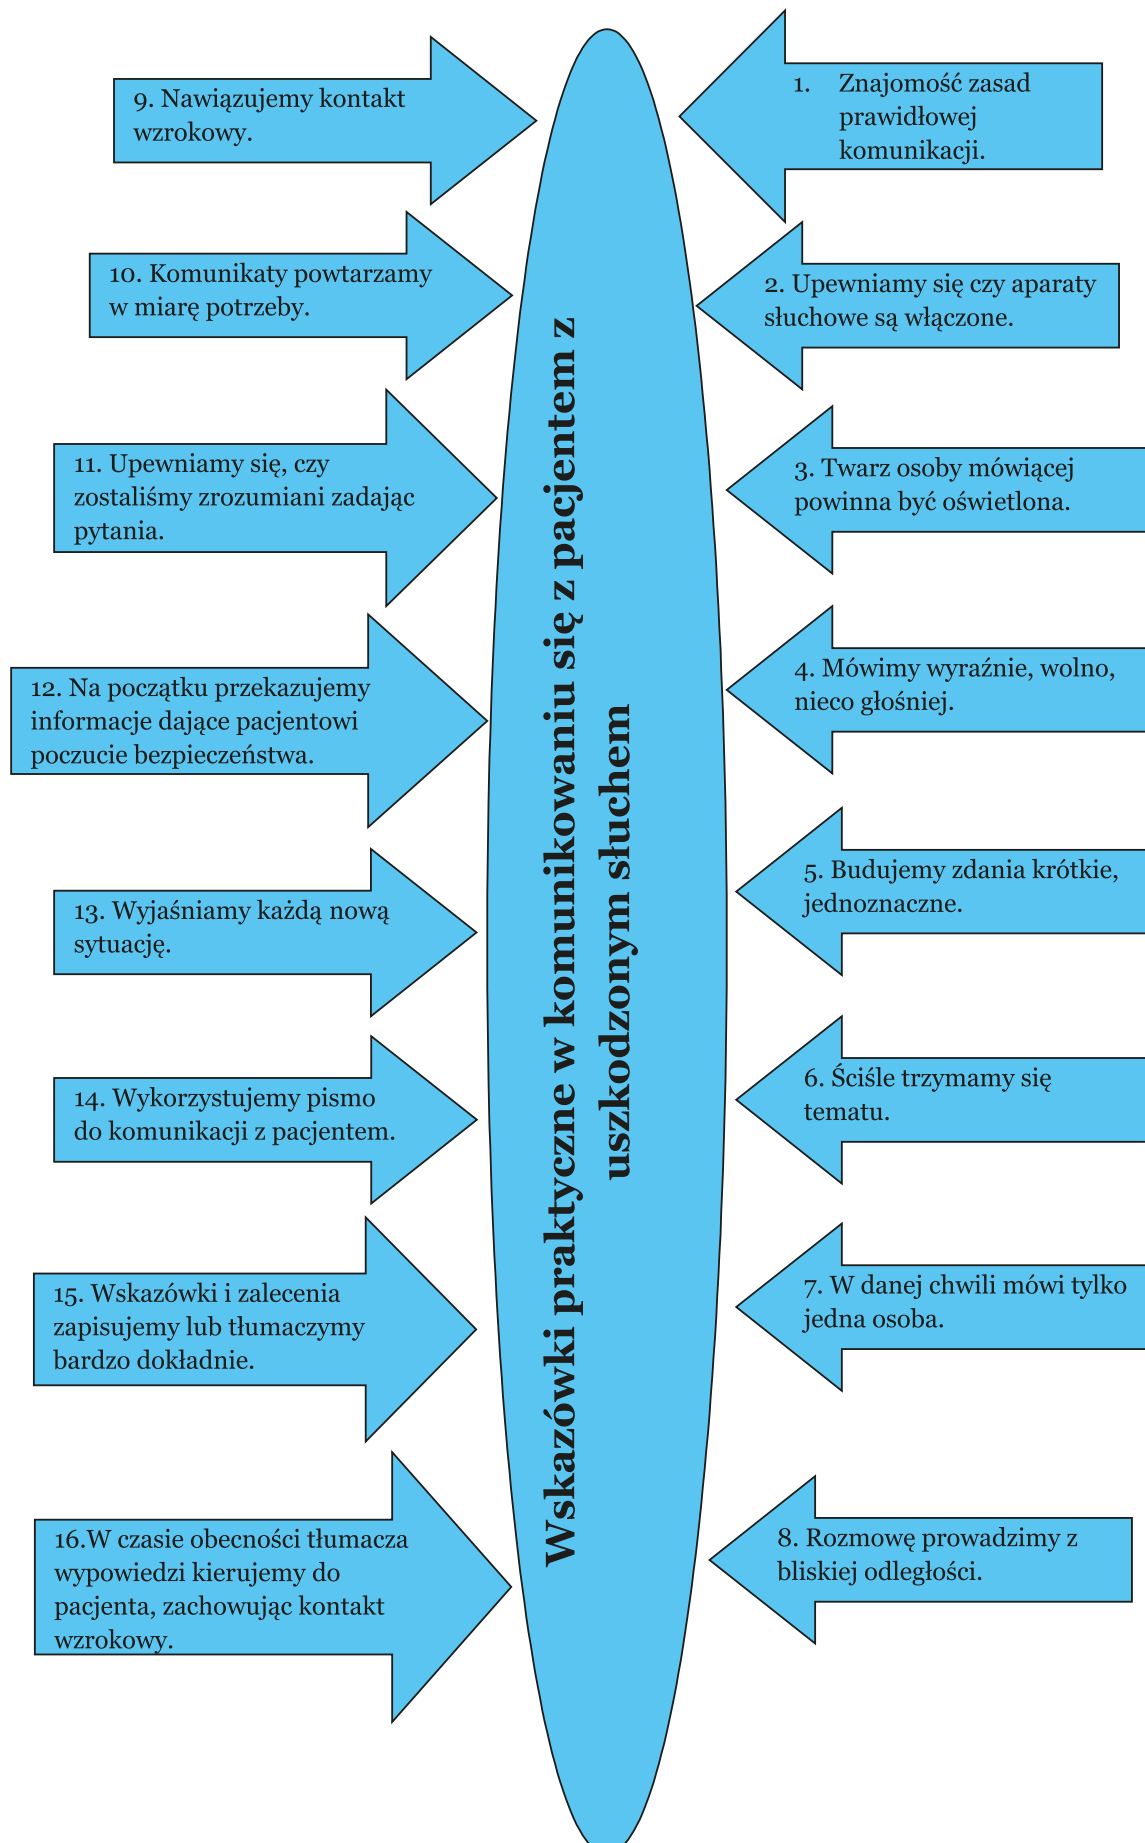 Wskazówki praktyczne w komunikowaniu się z pacjentem z
uszkodzonym słuchem
1. Znajomość zasad
prawidłowej
komunikacji.
2. Upewniamy się czy aparaty
słuchowe są włączone.
3. Twarz osoby mówiącej
powinna być oświetlona.
4. Mówimy wyraźnie, wolno,
nieco głośniej.
5. Budujemy zdania krótkie,
jednoznaczne.
6. Ściśle trzymamy się
tematu.
7. W danej chwili mówi tylko
jedna osoba.
8. Rozmowę prowadzimy z
bliskiej odległości.
9. Nawiązujemy kontakt
wzrokowy.
10. Komunikaty powtarzamy
w miarę potrzeby.
11. Upewniamy się, czy
zostaliśmy zrozumiani zadając
pytania.
12. Na początku przekazujemy
informacje dające pacjentowi
poczucie bezpieczeństwa.
13. Wyjaśniamy każdą nową
sytuację.
14. Wykorzystujemy pismo
do komunikacji z pacjentem.
15. Wskazówki i zalecenia
zapisujemy lub tłumaczymy
bardzo dokładnie.
16.W czasie obecności tłumacza
wypowiedzi kierujemy do
pacjenta, zachowując kontakt
wzrokowy.